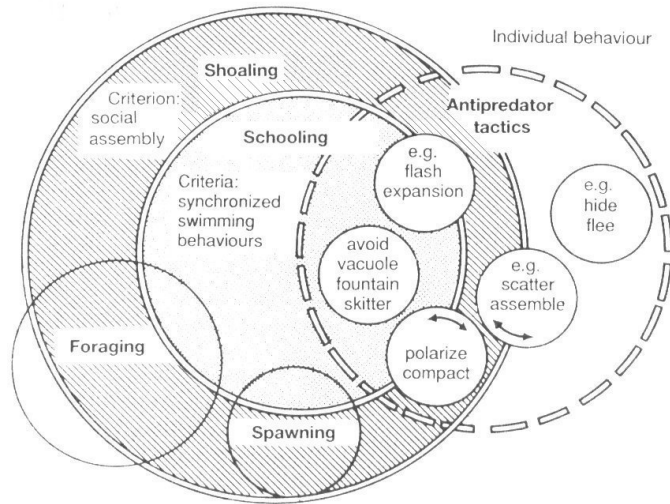 Individual behaviour
Shoaling
Criterion:
social
assembly
Antipredator
tactics
Schooling
e.g.
flash
expansion
Criteria:
synchronized
swimming
behaviours
e.g.
hide
flee
avoid
vacuole
fountain
skitter
e.g.
scatter
assemble
Foraging
polarize
compact
Spawning